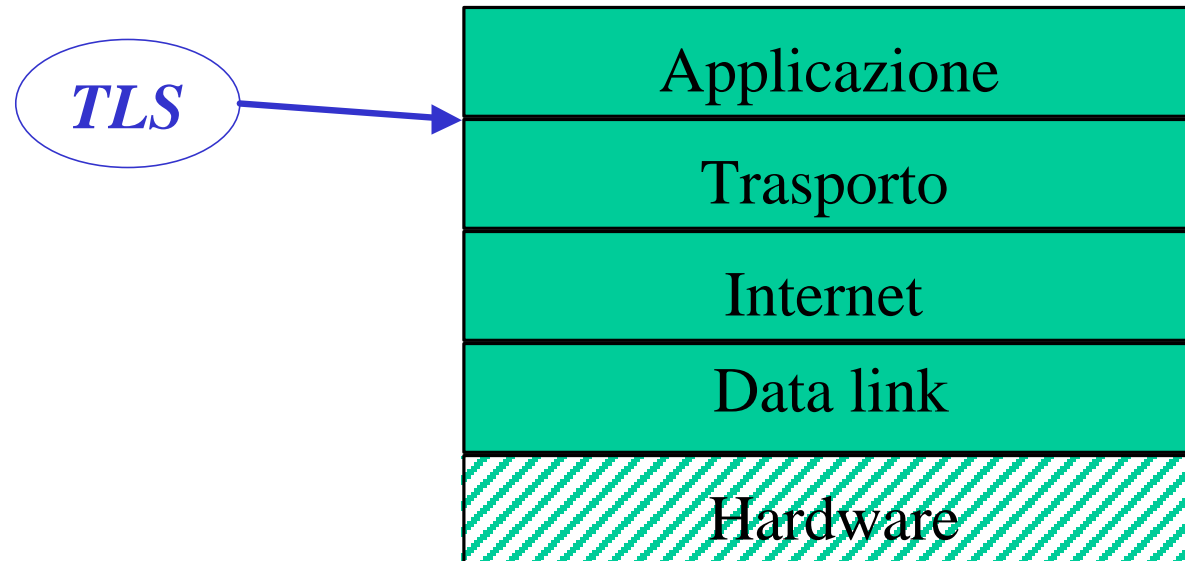 TLS
Applicazione
Trasporto
Internet
Data link
Hardware